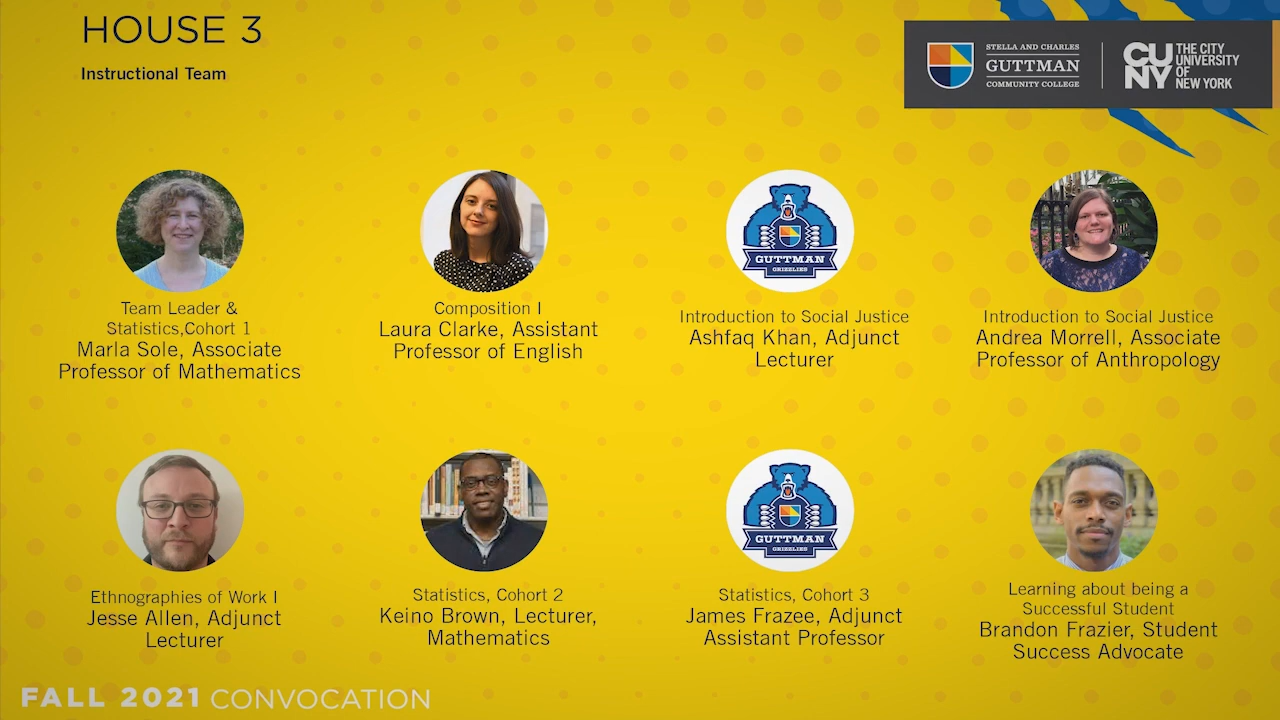 HOUSE 3
Instructional Team
STELLA AND CHARLES
GUTTMAN
COMMUNITY COLLEGE
CU
NY
THE CITY
UNIVERSITY
OF
NEW YORK
Team Leader &
Statistics,Cohort 1
Marla Sole, Associate
Professor of Mathematics
Composition I
Laura Clarke, Assistant
Professor of English
GUTTMAN
GRIZZLIES
Introduction to Social Justice
Ashfaq Khan, Adjunct
Lecturer
Introduction to Social Justice
Andrea Morrell, Associate
Professor of Anthropology
Ethnographies of Work I
Jesse Allen, Adjunct
Lecturer
Statistics, Cohort 2
Keino Brown, Lecturer,
Mathematics
GUTTMAN
GRIZZLIES
Statistics, Cohort 3
James Frazee, Adjunct
Assistant Professor
Learning about being a
Successful Student
Brandon Frazier, Student
Success Advocate
FALL 2021 CONVOCATION